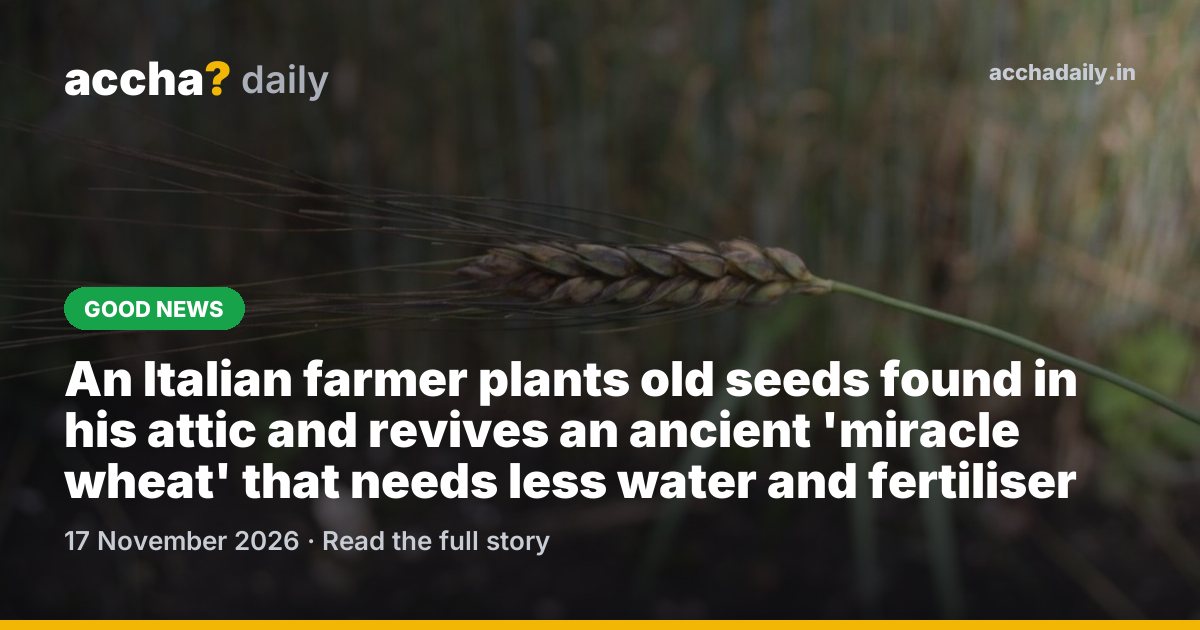 accha? daily
acchadaily.in
GOOD NEWS
An Italian farmer plants old seeds found in
his attic and revives an ancient 'miracle
wheat' that needs less water and fertiliser
17 November 2026 · Read the full story